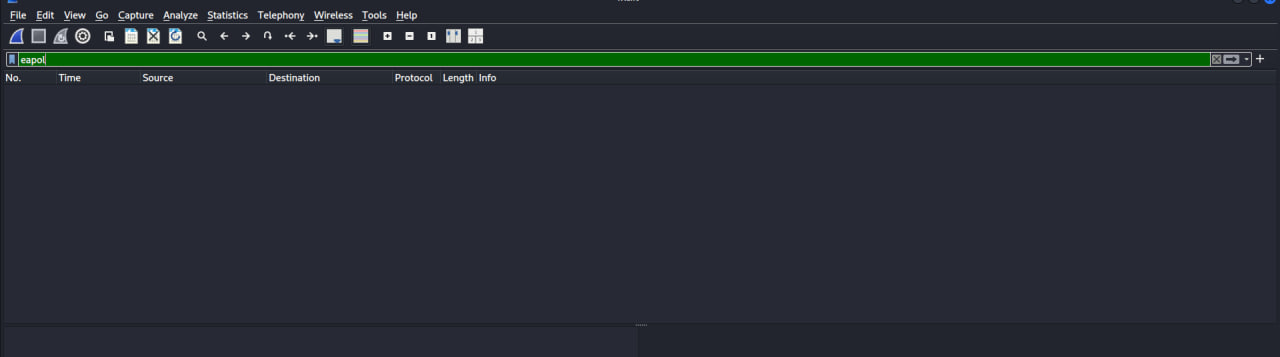 File Edit View Go Capture Analyze Statistics Telephony Wireless Tools Help
eapol
No. Time Source Destination Protocol Length Info